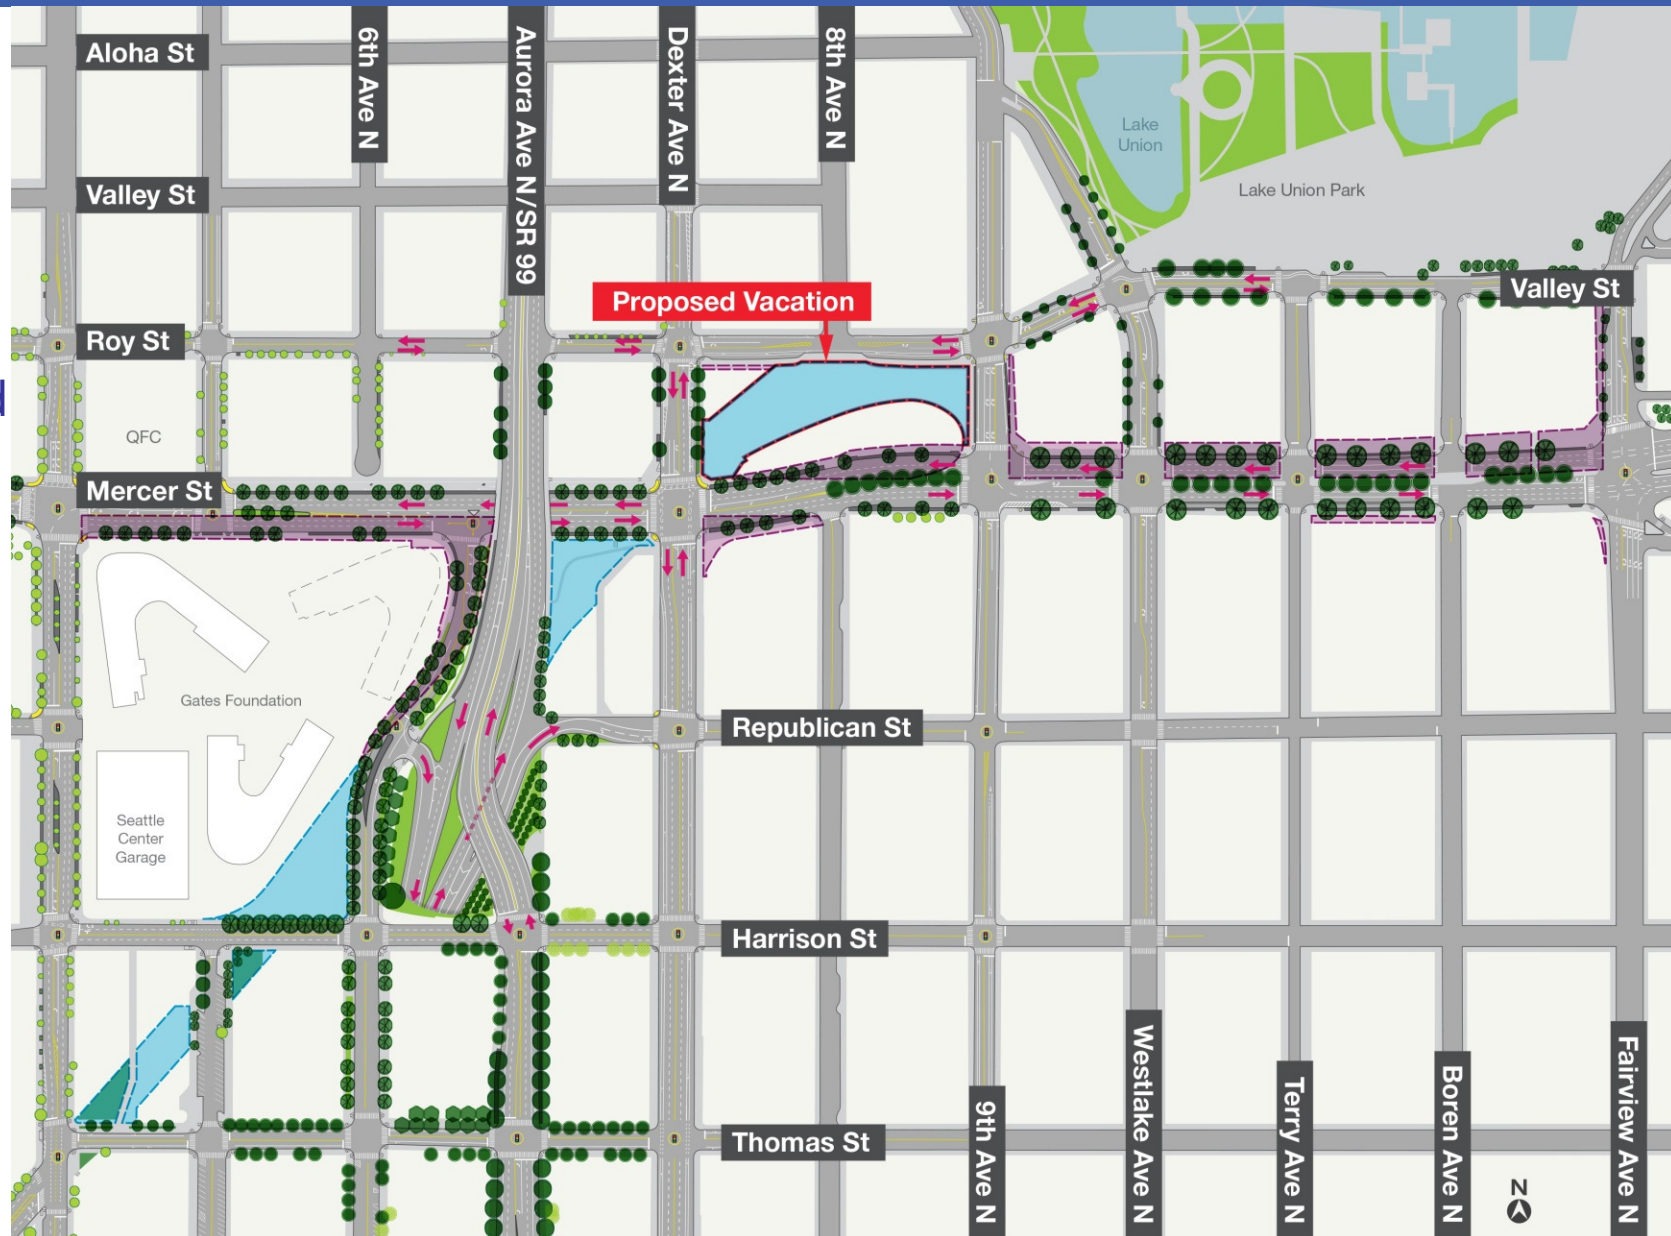 Aloha St
6th Ave N
Aurora Ave N/SR 99
Dexter Ave N
8th Ave N
Lake
Union
Lake Union Park
Valley St
Valley St
Proposed Vacation
Roy St
QFC
Mercer St
Gates Foundation
Republican St
Seattle
Center
Garage
Harrison St
Thomas St
9th Ave N
Westlake Ave N
Terry Ave N
Boren Ave N
Fairview Ave N
N